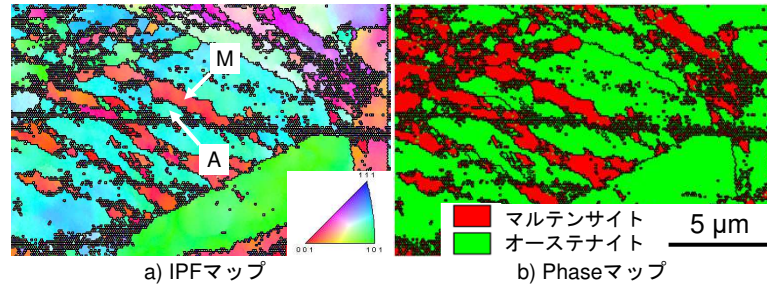 M
A
111
001
101
マルテンサイト
オーステナイト
5 μm
a) IPFマップ
b) Phaseマップ